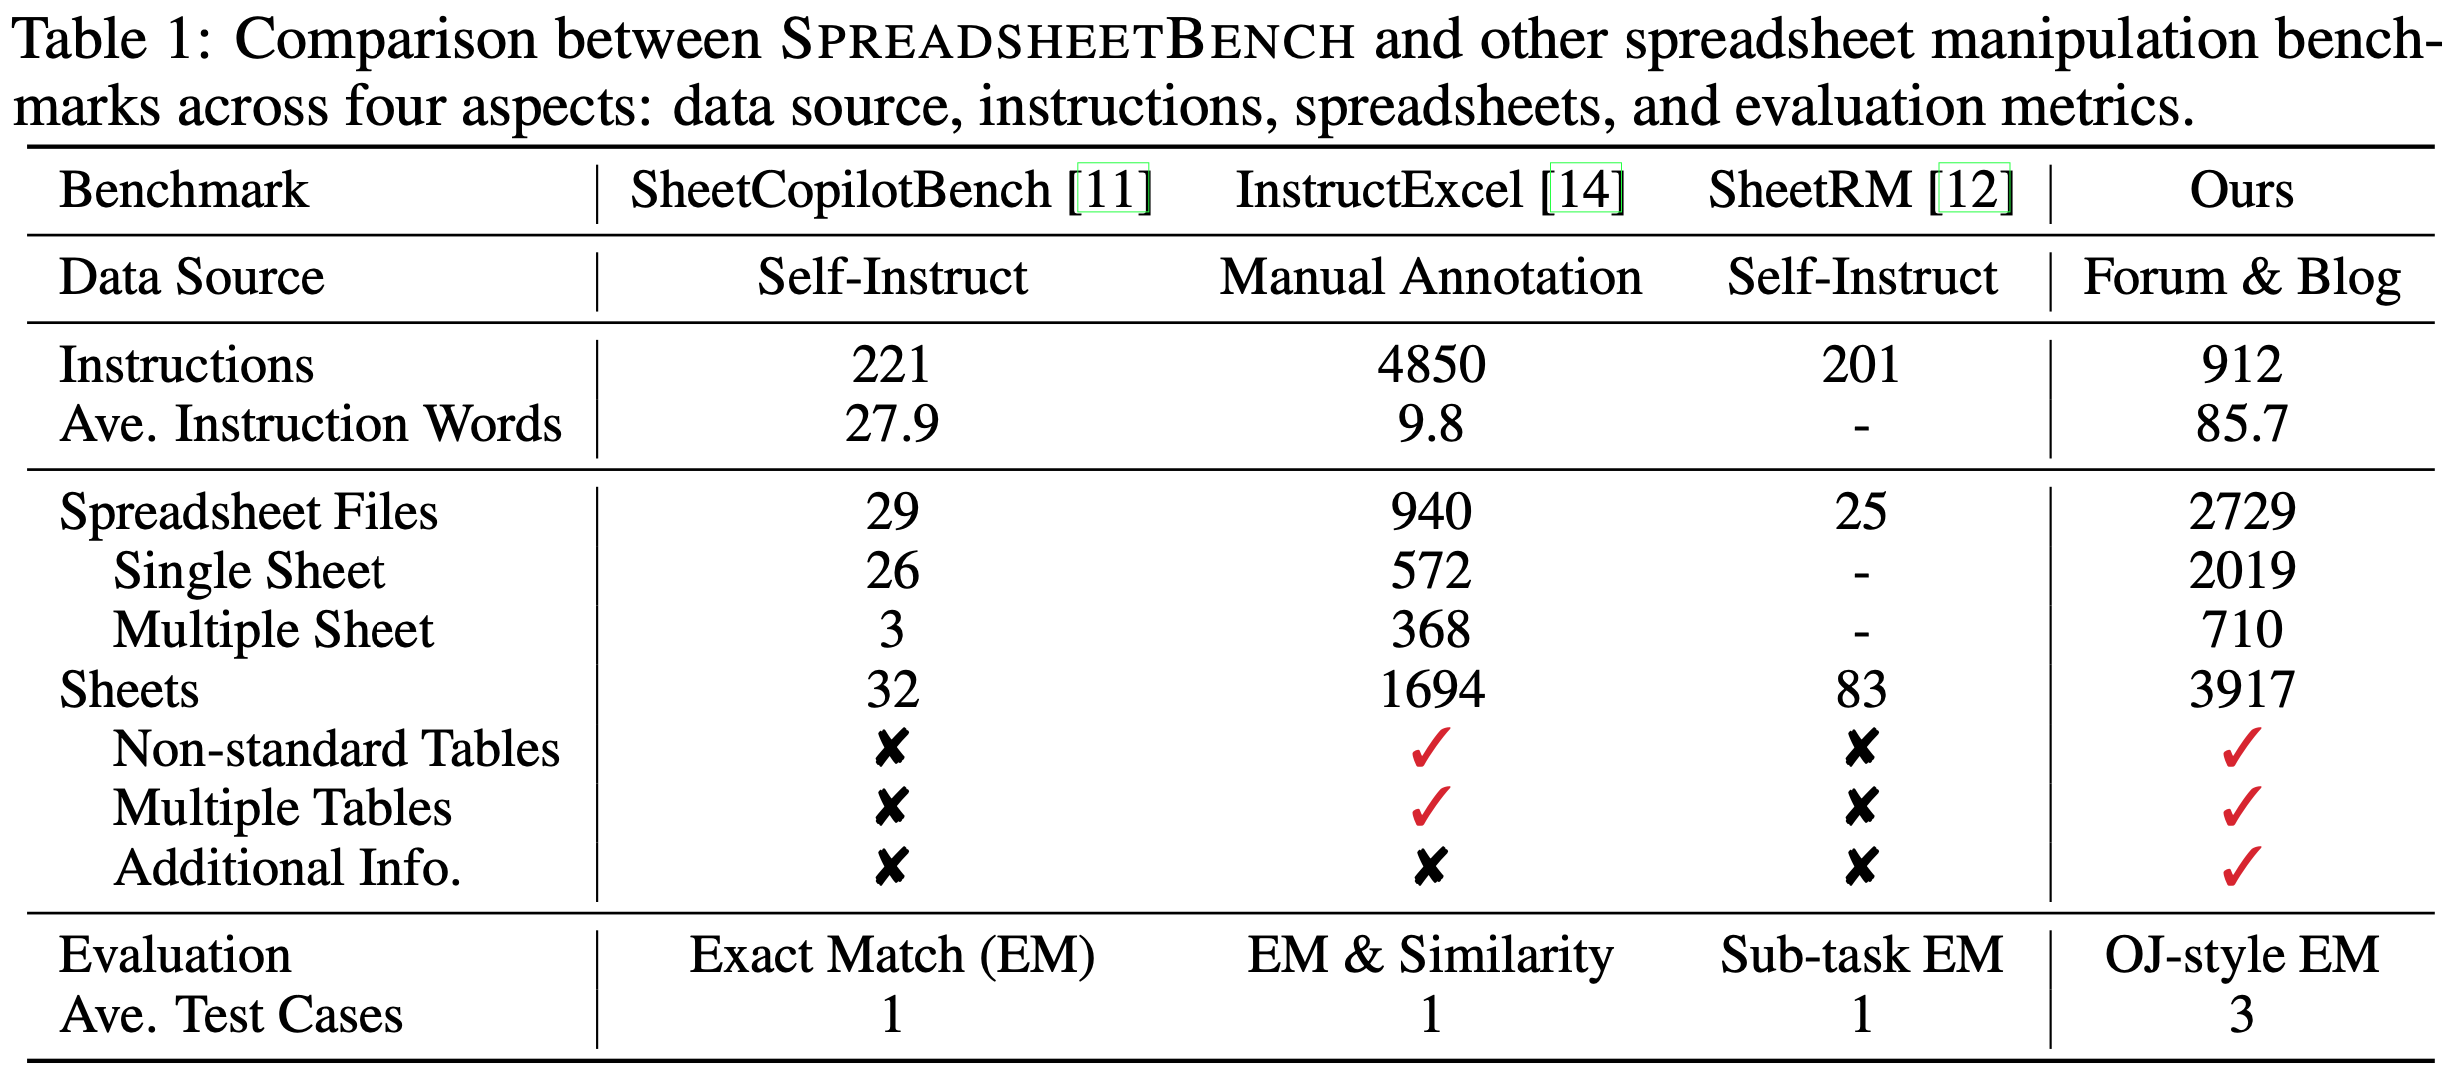 Table 1: Comparison between SPREADSHEETBENCH and other spreadsheet manipulation bench-
marks across four aspects: data source, instructions, spreadsheets, and evaluation metrics.
Benchmark SheetCopilotBench [11] InstructExcel [14] SheetRM [12] Ours
Data Source Self-Instruct Manual Annotation Self-Instruct Forum & Blog
Instructions 221 4850 201 912
Ave. Instruction Words 27.9 9.8 - 85.7
Spreadsheet Files 29 940 25 2729
Single Sheet 26 572 - 2019
Multiple Sheet 3 368 - 710
Sheets 32 1694 83 3917
Non-standard Tables ✘ ✓ ✘ ✓
Multiple Tables ✘ ✓ ✘ ✓
Additional Info. ✘ ✘ ✘ ✓
Evaluation Exact Match (EM) EM & Similarity Sub-task EM OJ-style EM
Ave. Test Cases 1 1 1 3